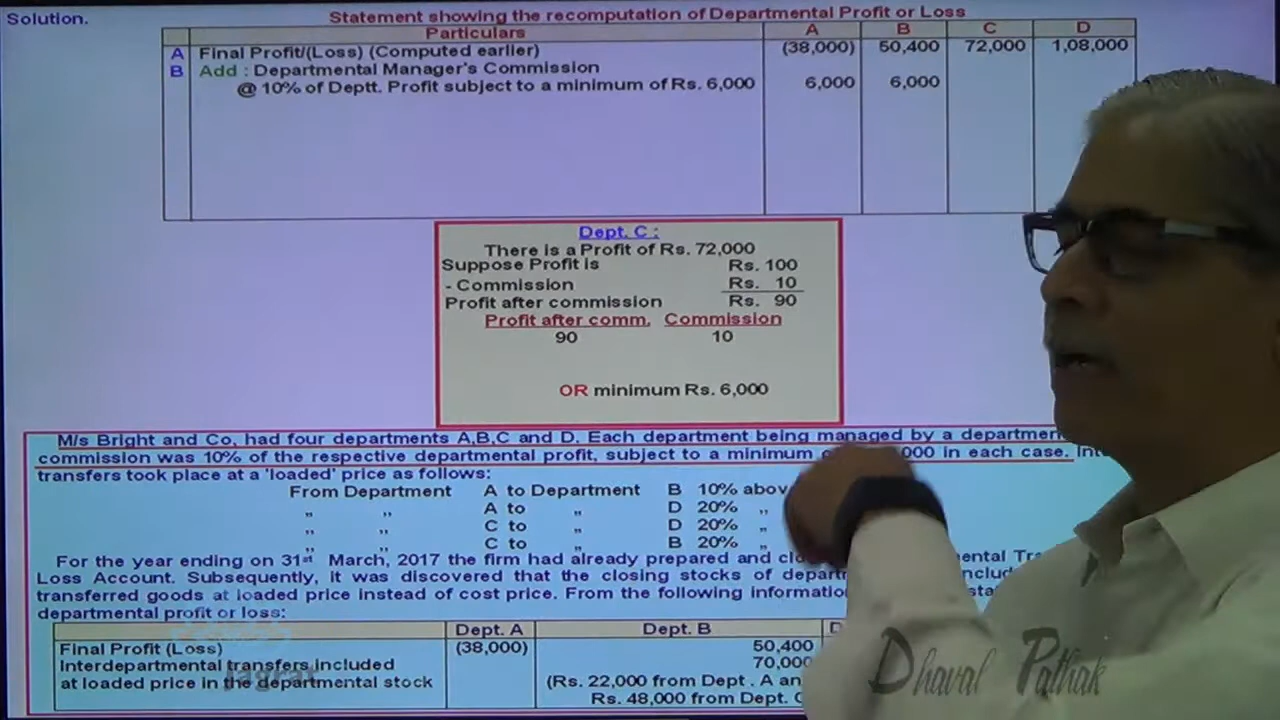 Solution.
Statement showing the recomputation of Departmental Profit or Loss
Particulars A B C D
A Final Profit/(Loss) (Computed earlier) (38,000) 50,400 72,000 1,08,000
B Add : Departmental Manager's Commission
@ 10% of Deptt. Profit subject to a minimum of Rs. 6,000 6,000 6,000
Dept. C :
There is a Profit of Rs. 72,000
Suppose Profit is Rs. 100
- Commission Rs. 10
Profit after commission Rs. 90
Profit after comm. Commission
90 10
OR minimum Rs. 6,000
M/s Bright and Co, had four departments A,B,C and D. Each department being managed by a
commission was 10% of the respective departmental profit, subject to a minimum 000 in each case.
transfers took place at a 'loaded' price as follows:
From Department A to Department B 10%
,, ,, A to ,, D 20% ,,
,, ,, C to ,, D 20% ,,
,, ,, C to ,, B 20% ,,
For the year ending on 31st March, 2017 the firm had already prepared and
Loss Account. Subsequently, it was discovered that the closing stocks of
transferred goods at loaded price instead of cost price. From the following
departmental profit or loss:
Dept. A Dept. B
Final Profit (Loss) (38,000) 50,400
Interdepartmental transfers included 70,000
at loaded price in the departmental stock (Rs. 22,000 from Dept . A
Rs. 48,000 from Dept.
Jagrat
Dhaval Pathak